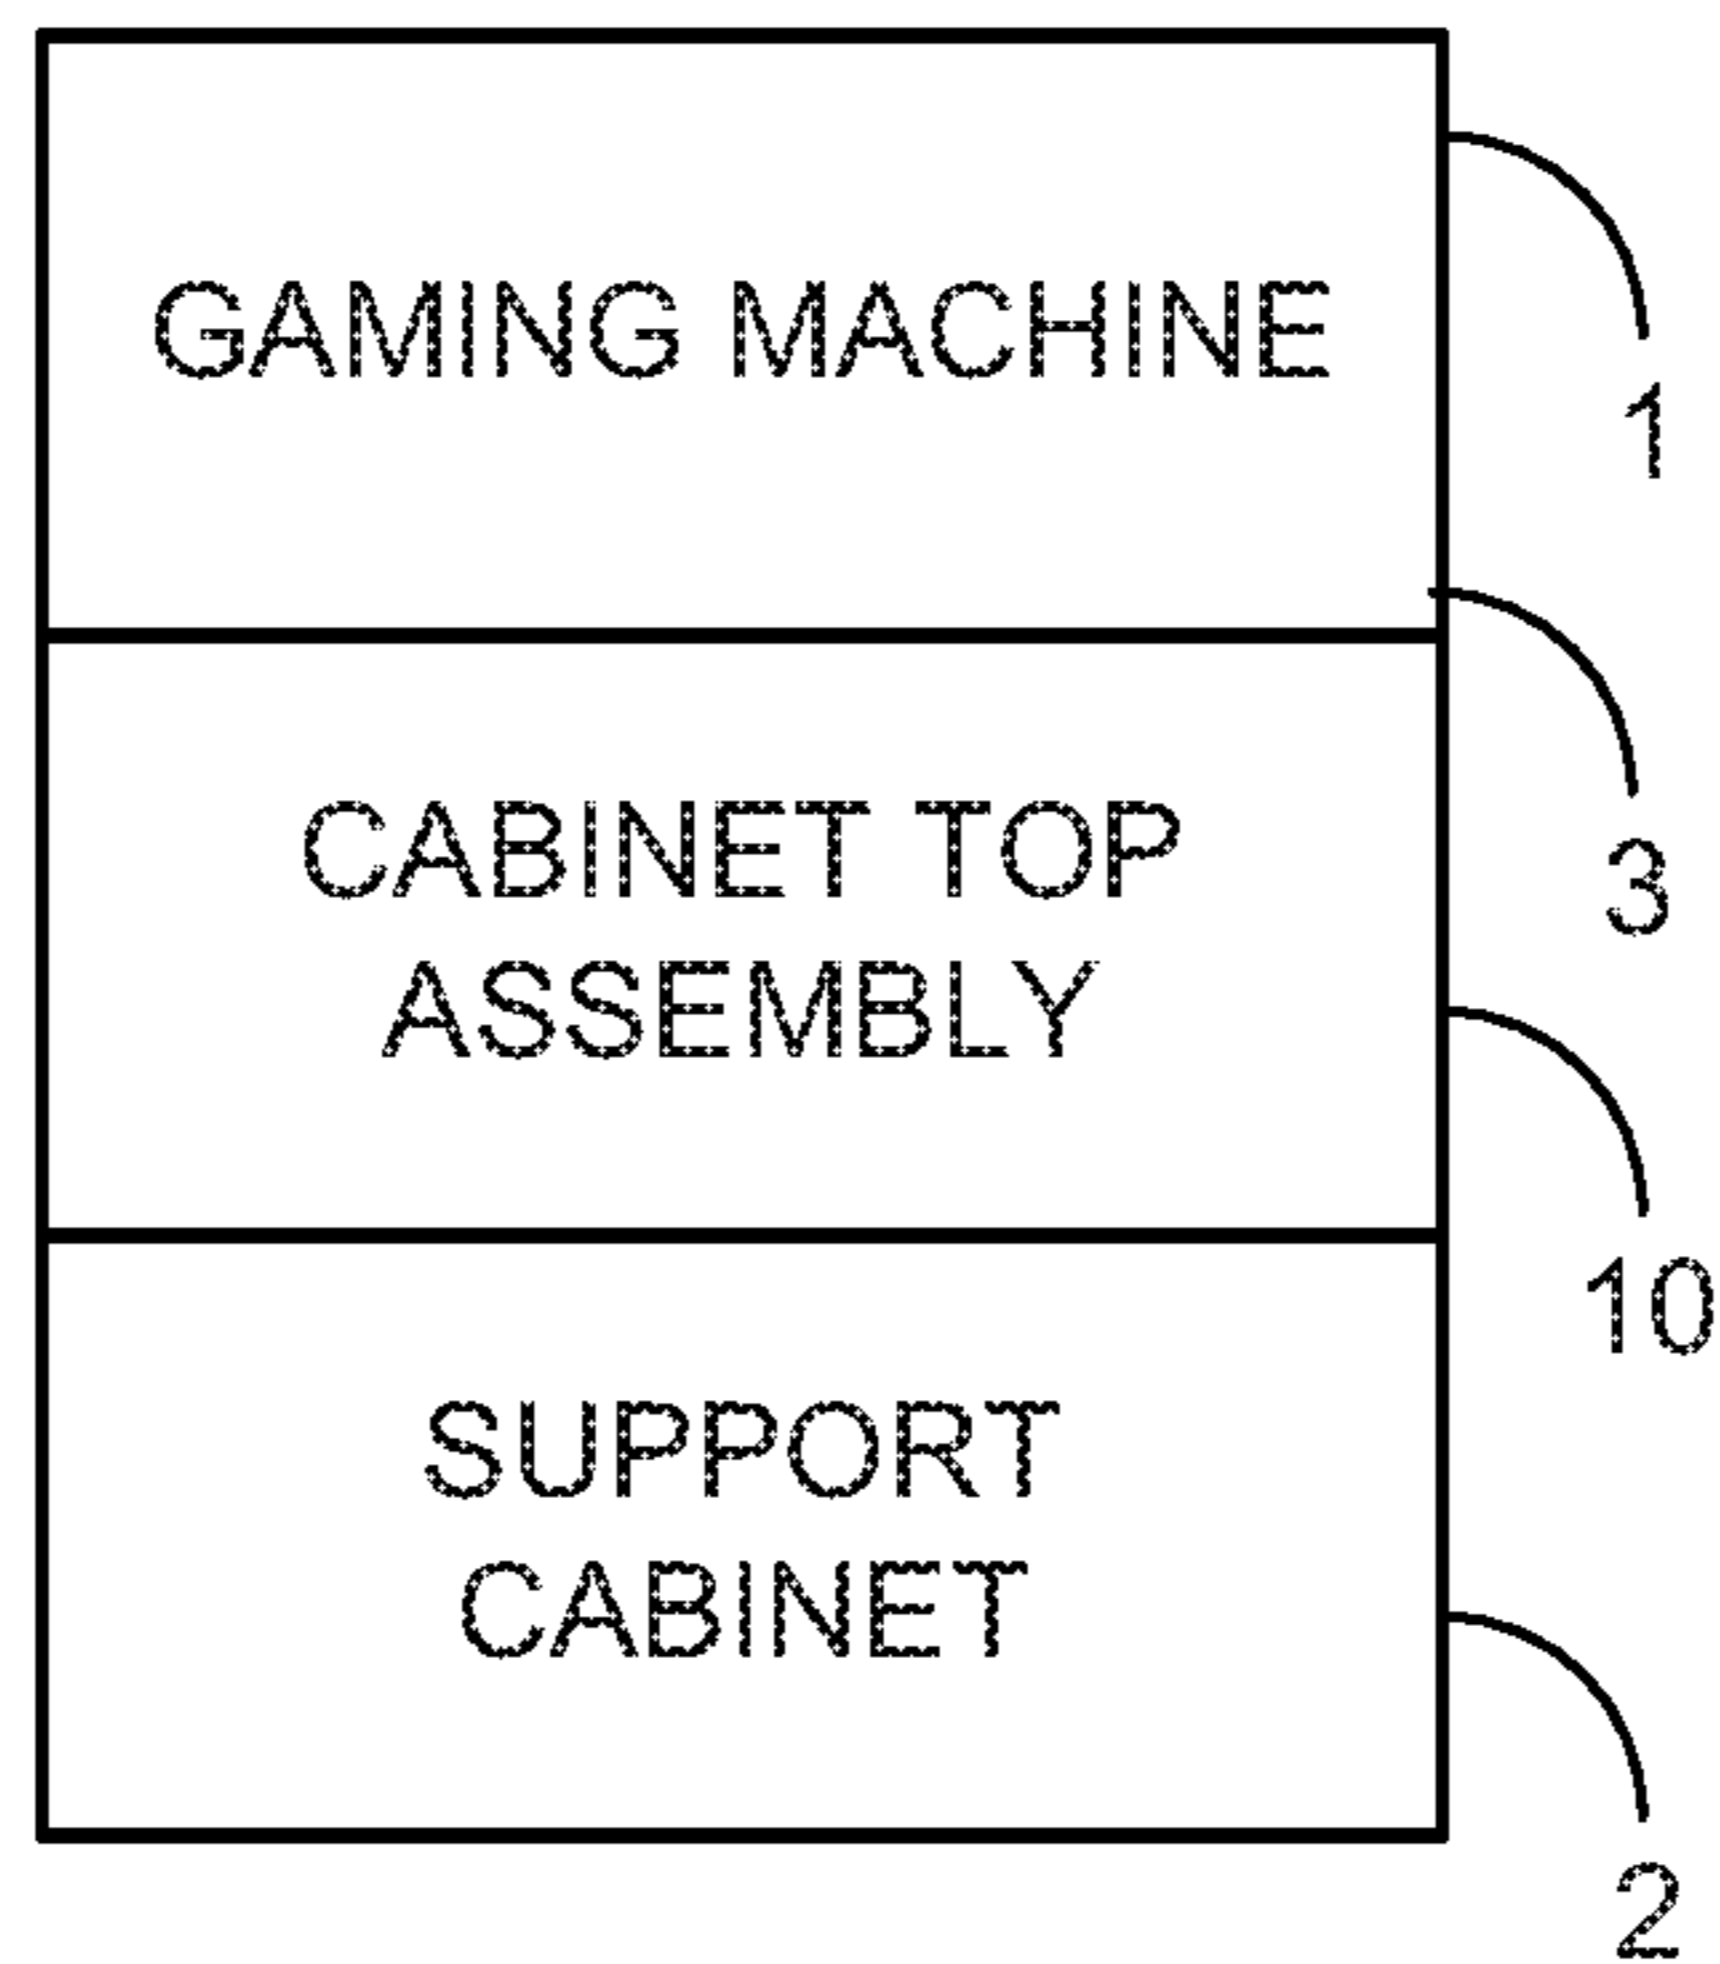 GAMING MACHINE
1
CABINET TOP
3
ASSEMBLY
10
SUPPORT
CABINET
2